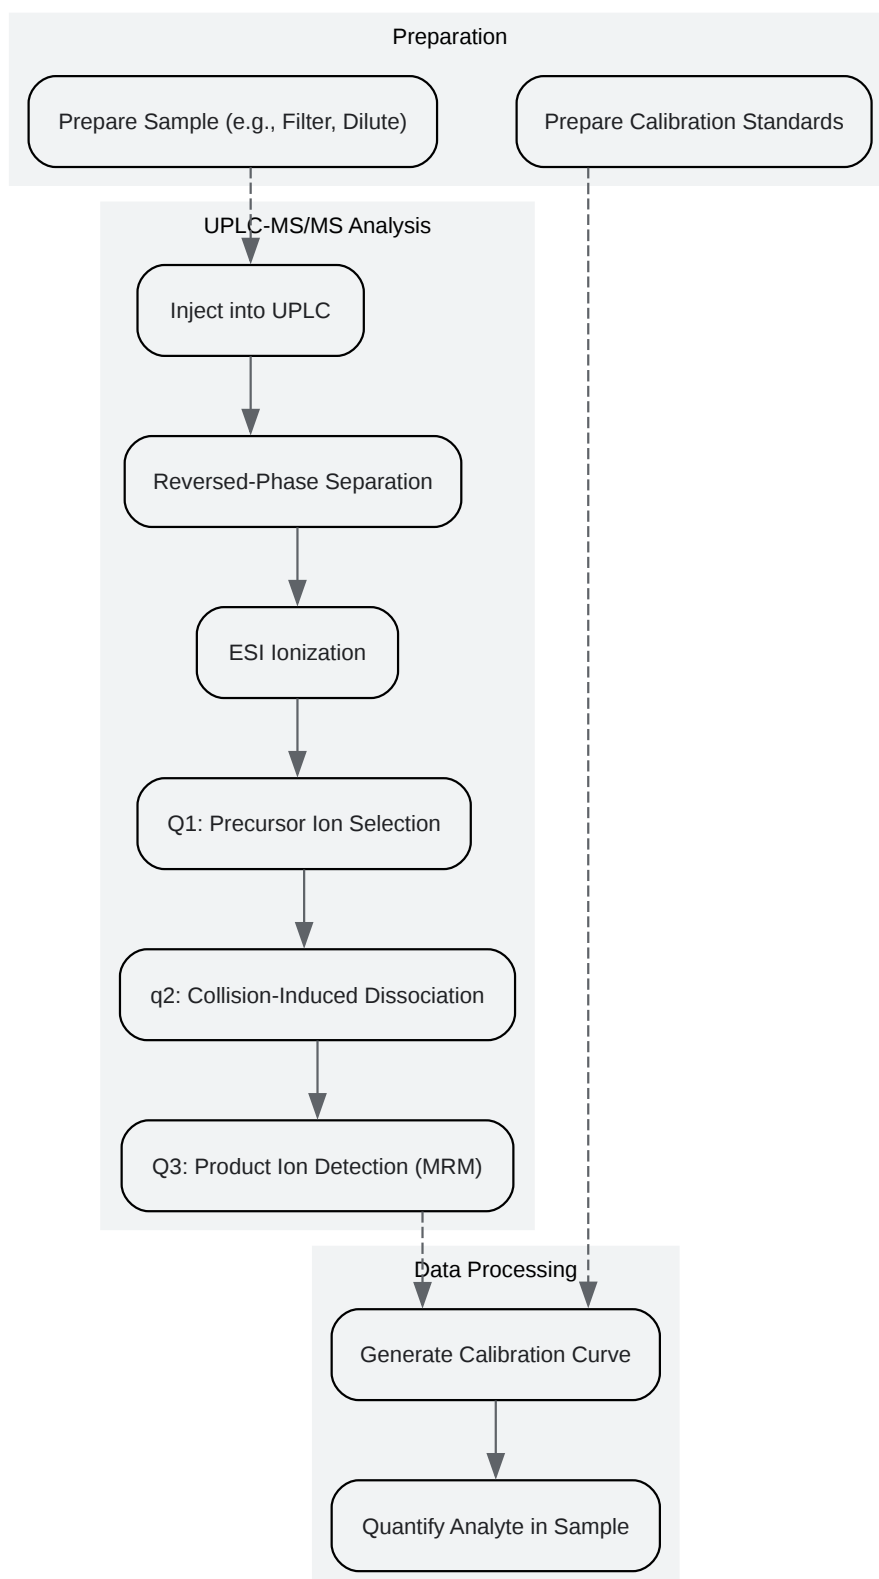 Preparation
Prepare Sample (e.g., Filter, Dilute)
Prepare Calibration Standards
UPLC-MS/MS Analysis
Inject into UPLC
Reversed-Phase Separation
ESI Ionization
Q1: Precursor Ion Selection
q2: Collision-Induced Dissociation
Q3: Product Ion Detection (MRM)
Data Processing
Generate Calibration Curve
Quantify Analyte in Sample